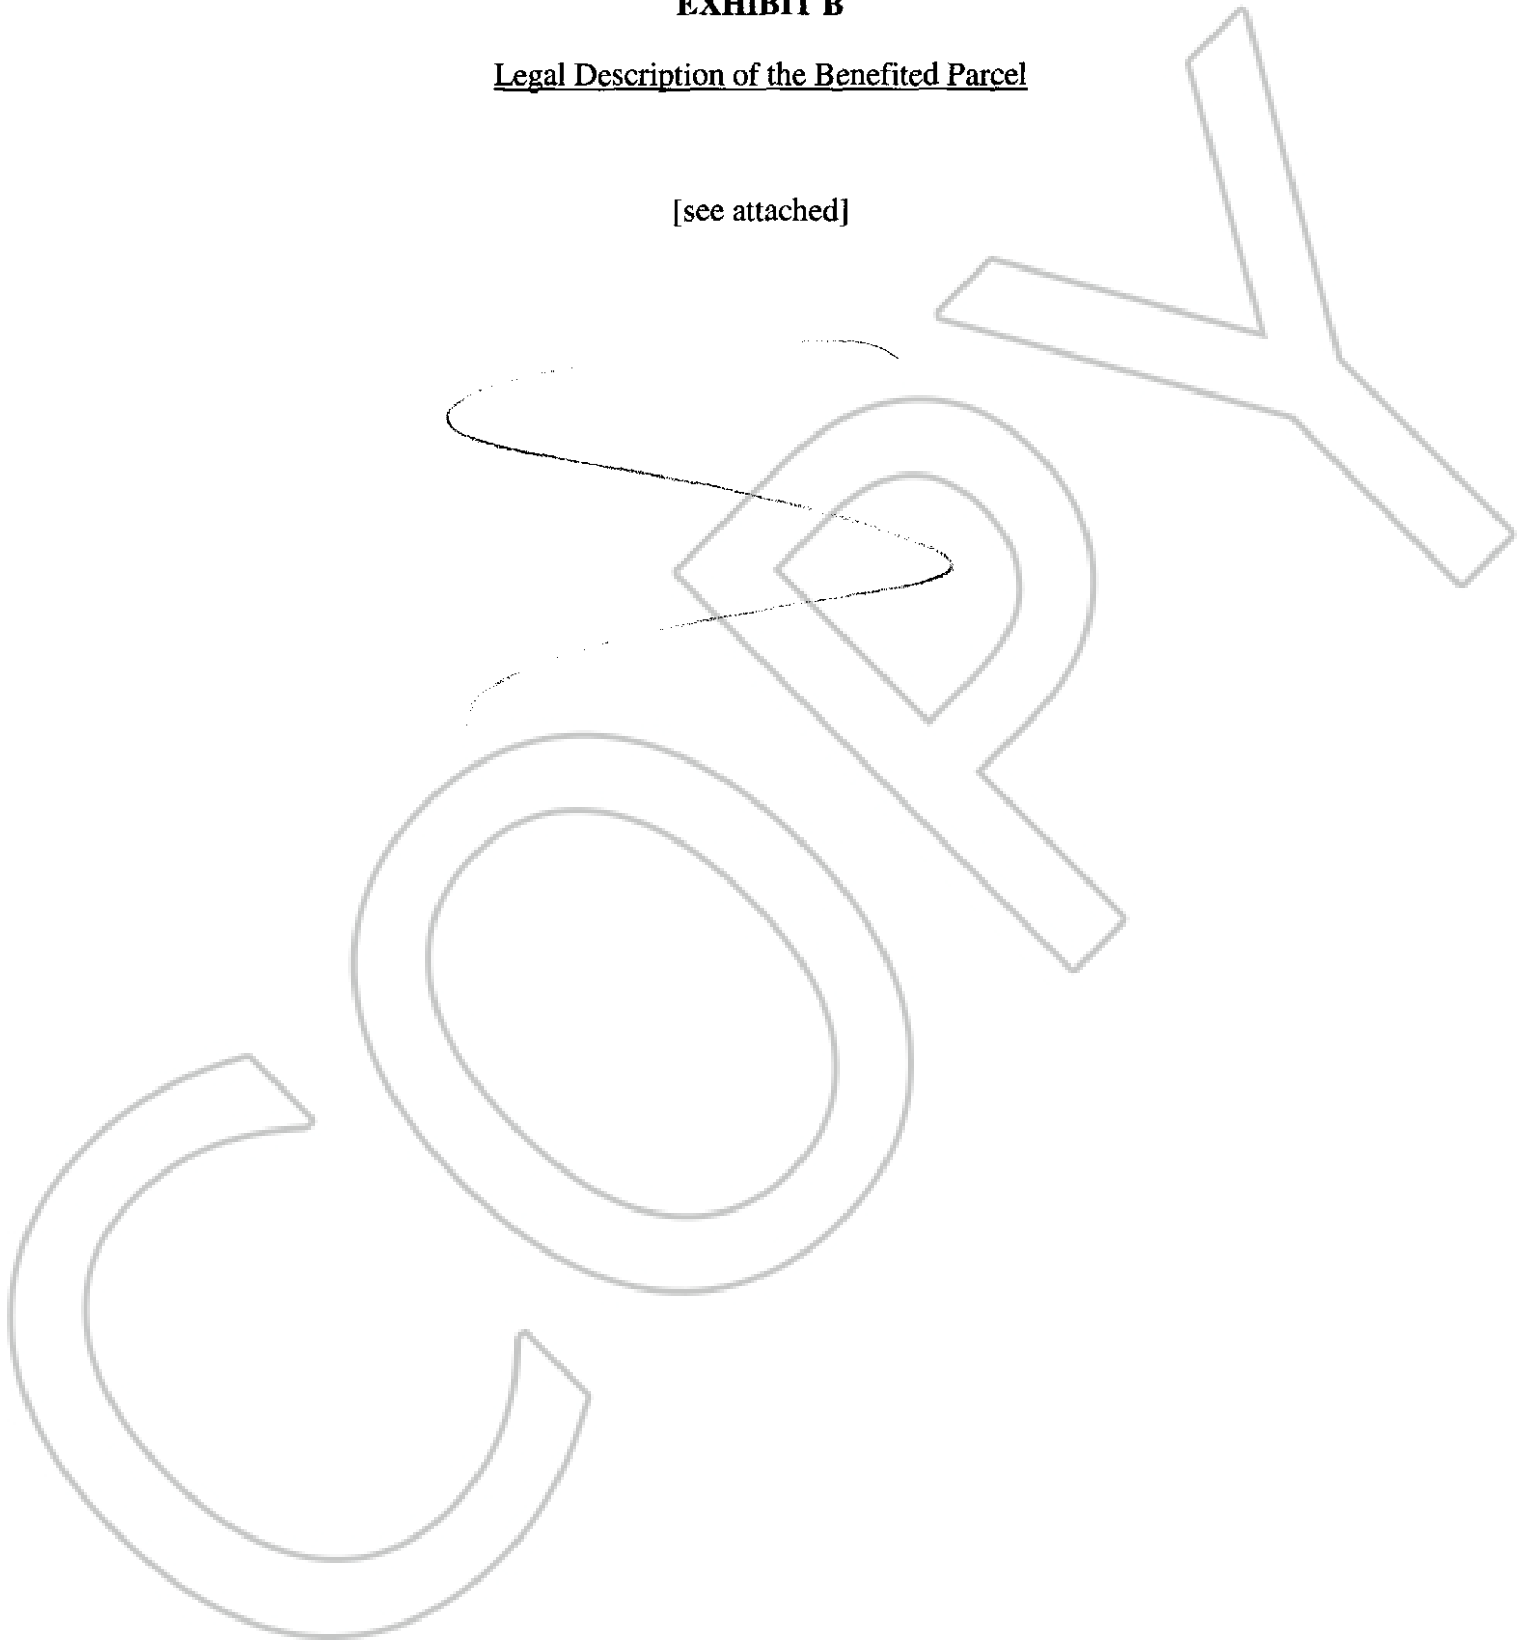 EXHIBIT B
Legal Description of the Benefited Parcel
[see attached]
COPY